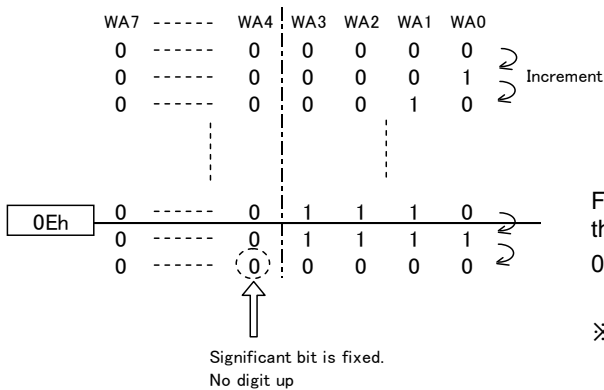 WA7 ------ WA4 WA3 WA2 WA1 WA0
0 ------ 0 0 0 0 0
0 ------ 0 0 0 0 1
Increment
0 ------ 0 0 0 1 0
0 ------ 0 1 1 1 0
0Eh
0 ------ 0 1 1 1 1
0 ------ 0 0 0 0 0
Significant bit is fixed.
No digit up
F
th
0
※